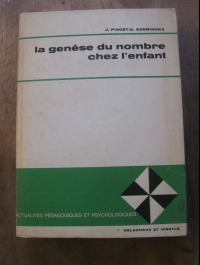 J. PIAGET-A. SZEMINSKA
la genèse du nombre
chez l'enfant
ACTUALITÉS PÉDAGOGIQUES ET PSYCHOLOGIQUES
DELACHAUX ET NIESTLÉ